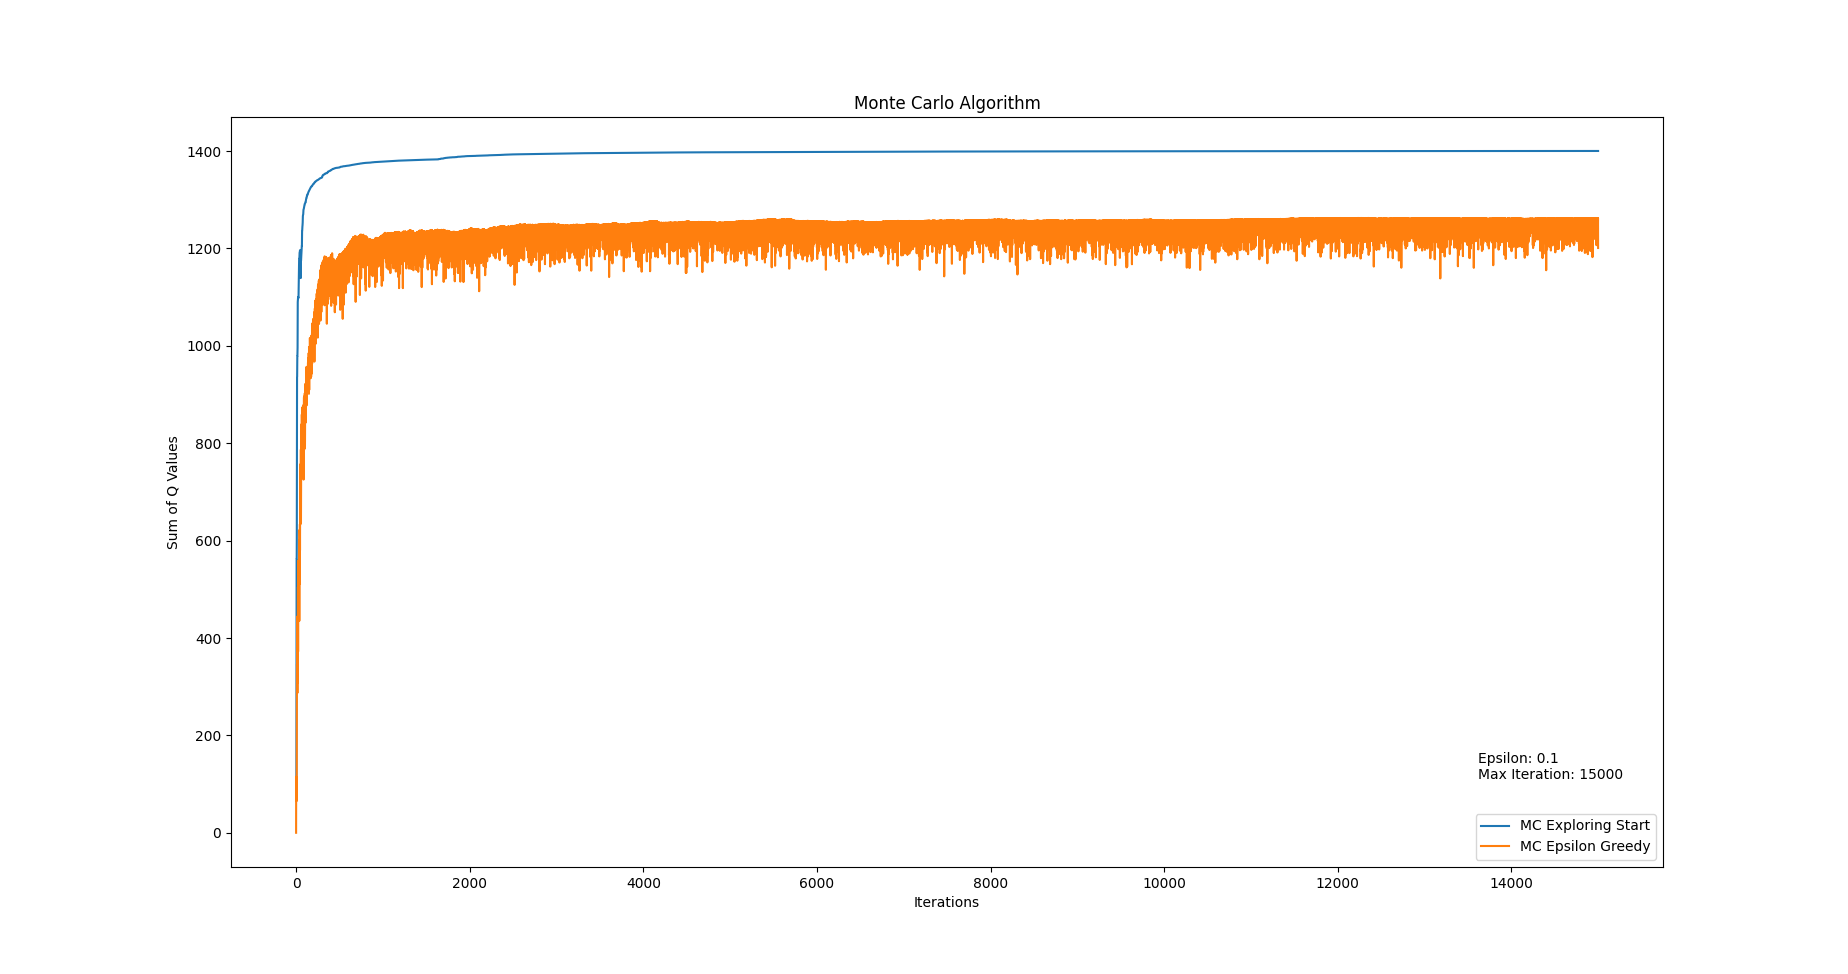 Monte Carlo Algorithm
1400
1200
1000
800
600
400
200
0
Sum of Q Values
Epsilon: 0.1
Max Iteration: 15000
MC Exploring Start
MC Epsilon Greedy
0 2000 4000 6000 8000 10000 12000 14000
Iterations